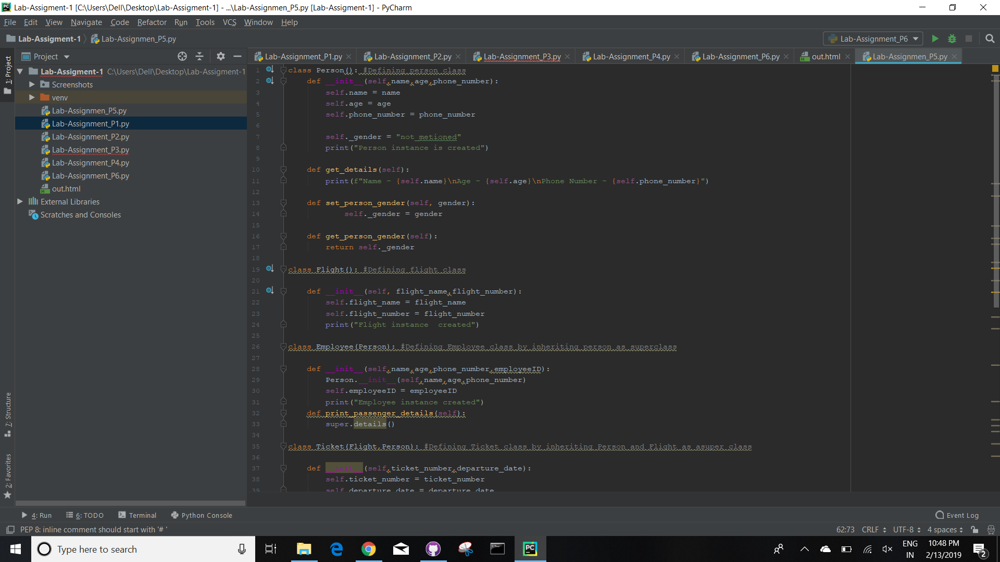 Lab-Assigment-1 [C:\Users\Dell\Desktop\Lab-Assigment-1] - ...\Lab-Assignmen_P5.py [Lab-Assigment-1] - PyCharm
File Edit View Navigate Code Refactor Run Tools VCS Window Help
Lab-Assigment-1 Lab-Assignmen_P5.py
Lab-Assignment_P6
Project
Lab-Assignment_P1.py Lab-Assignment_P2.py Lab-Assignment_P3.py Lab-Assignment_P4.py Lab-Assignment_P6.py out.html Lab-Assignmen_P5.py
1: Project
Lab-Assigment-1 C:\Users\Dell\Desktop\Lab-Assigment-1
Screenshots
venv
Lab-Assignmen_P5.py
Lab-Assignment_P1.py
Lab-Assignment_P2.py
Lab-Assignment_P3.py
Lab-Assignment_P4.py
Lab-Assignment_P6.py
out.html
External Libraries
Scratches and Consoles
7: Structure
2: Favorites
1 class Person(): #Defining person class
2 def __init__(self,name,age,phone_number):
3 self.name = name
4 self.age = age
5 self.phone_number = phone_number
6
7 self._gender = "not_metioned"
8 print("Person instance is created")
9
10 def get_details(self):
11 print(f"Name - {self.name}\nAge - {self.age}\nPhone Number - {self.phone_number}")
12
13 def set_person_gender(self, gender):
14 self._gender = gender
15
16 def get_person_gender(self):
17 return self._gender
18
19 class Flight(): #Defining flight class
20
21 def __init__(self, flight_name,flight_number):
22 self.flight_name = flight_name
23 self.flight_number = flight_number
24 print("Flight instance  created")
25
26 class Employee(Person): #Defining Employee class by inheriting person as superclass
27
28 def __init__(self,name,age,phone_number,employeeID):
29 Person.__init__(self,name,age,phone_number)
30 self.employeeID = employeeID
31 print("Employee instance created")
32 def print_passenger_details(self):
33 super.details()
34
35 class Ticket(Flight,Person): #Defining Ticket class by inheriting Person and Flight as asuper class
36
37 def __init__(self,ticket_number,departure_date):
38 self.ticket_number = ticket_number
39 self.departure_date = departure_date
4: Run 6: TODO Terminal Python Console Event Log
PEP 8: inline comment should start with '# ' 62:73 CRLF UTF-8 4 spaces
Type here to search
PC
ENG
IN
10:48 PM
2/13/2019
2